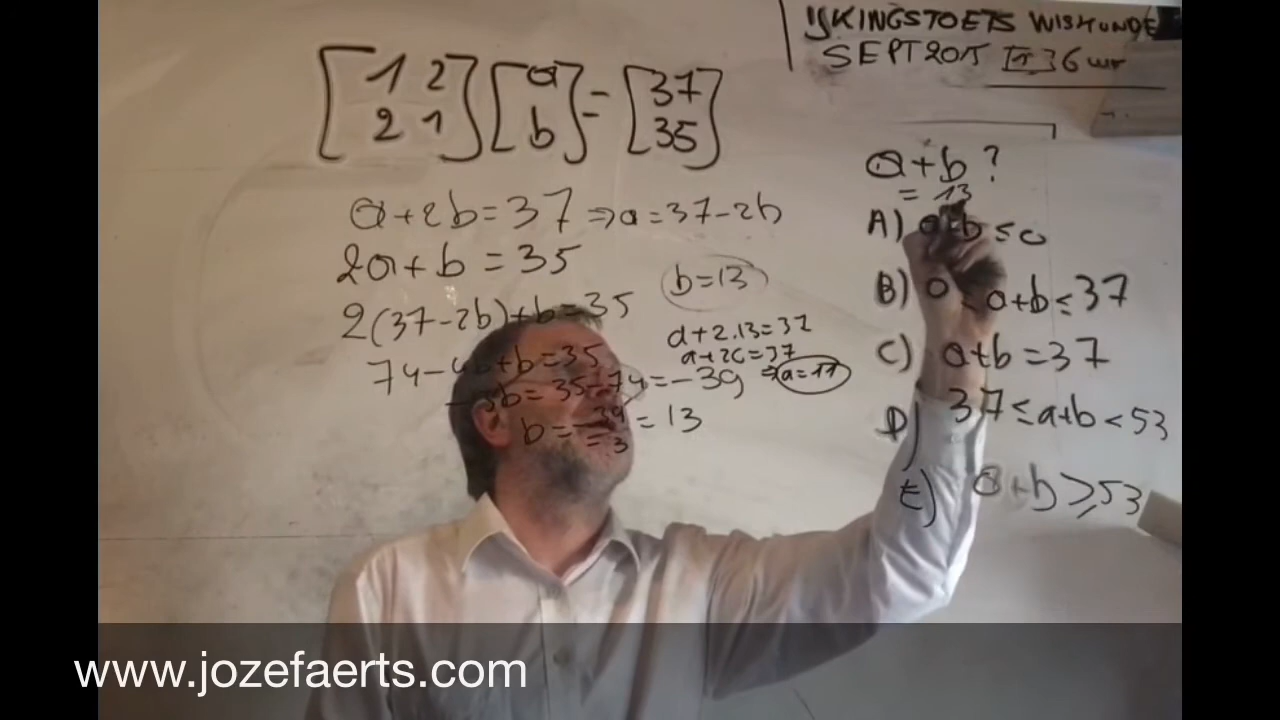 IJKINGSTOETS WISKUNDE
SEPT 2015 36
[1 2
2 1] [a
b] = [37
35]
a+2b=37 ⇒ a=37-2b
2a+b=35
2(37-2b)+b=35
74-4b+b=35
-3b=35-74=-39
b=-39/-3=13
b=13
a+2.13=37
a+26=37
⇒ a=11
a+b?
= 13
A) a+b≤0
B) 0 ≤ a+b≤37
C) a+b=37
D) 37≤a+b<53
E) a+b≥53
www.jozefaerts.com